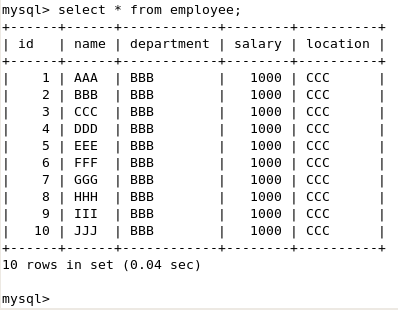 mysql> select * from employee;
+------+------+------------+--------+----------+
| id   | name | department | salary | location |
+------+------+------------+--------+----------+
|    1 | AAA  | BBB        |   1000 | CCC      |
|    2 | BBB  | BBB        |   1000 | CCC      |
|    3 | CCC  | BBB        |   1000 | CCC      |
|    4 | DDD  | BBB        |   1000 | CCC      |
|    5 | EEE  | BBB        |   1000 | CCC      |
|    6 | FFF  | BBB        |   1000 | CCC      |
|    7 | GGG  | BBB        |   1000 | CCC      |
|    8 | HHH  | BBB        |   1000 | CCC      |
|    9 | III  | BBB        |   1000 | CCC      |
|   10 | JJJ  | BBB        |   1000 | CCC      |
+------+------+------------+--------+----------+
10 rows in set (0.04 sec)
mysql>